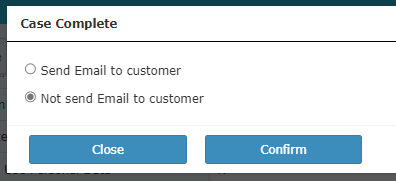 Case Complete
Send Email to customer
Not send Email to customer
Close
Confirm